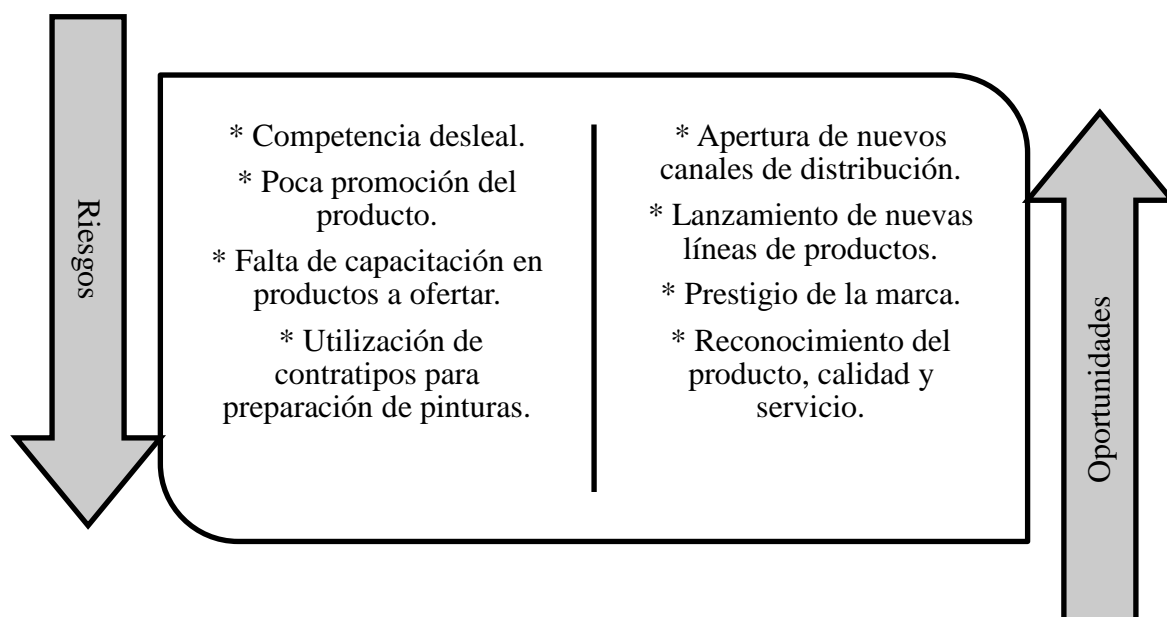 Riesgos
* Competencia desleal.
* Poca promoción del
producto.
* Falta de capacitación en
productos a ofertar.
* Utilización de
contratipos para
preparación de pinturas.
* Apertura de nuevos
canales de distribución.
* Lanzamiento de nuevas
líneas de productos.
* Prestigio de la marca.
* Reconocimiento del
producto, calidad y
servicio.
Oportunidades